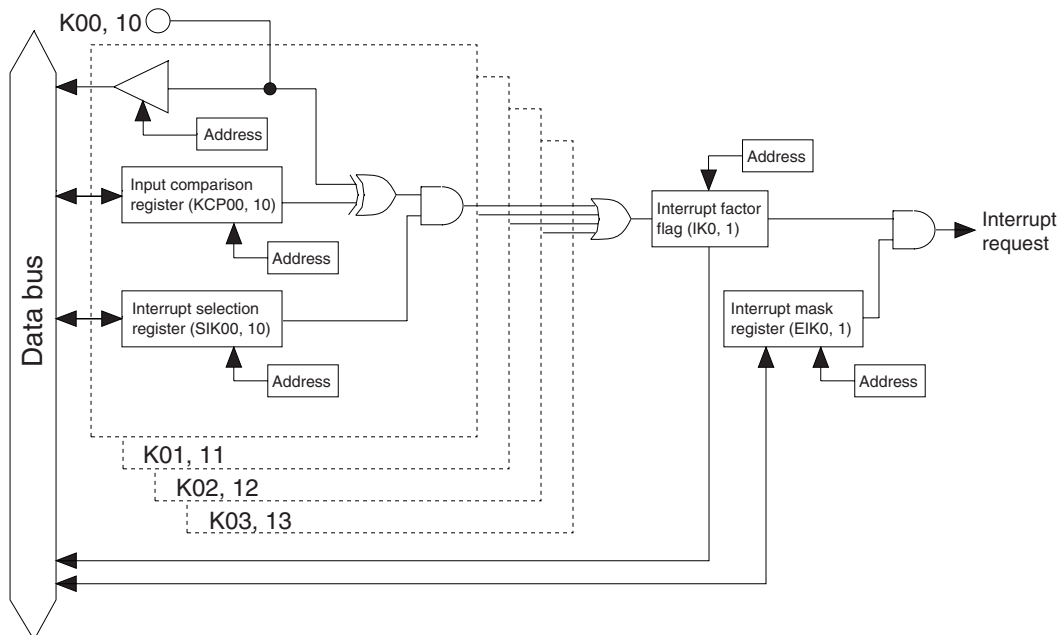 K00, 10
Address
Input comparison
register (KCP00, 10)
Address
Interrupt selection
register (SIK00, 10)
Address
Data bus
K01, 11
K02, 12
K03, 13
Address
Interrupt factor
flag (IK0, 1)
Interrupt
request
Interrupt mask
register (EIK0, 1)
Address